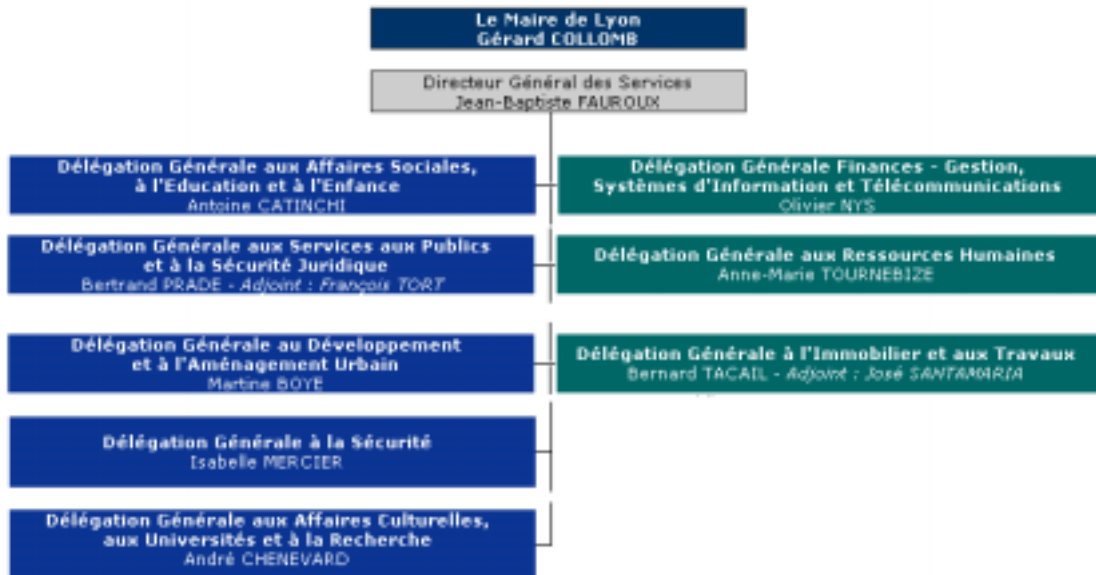 Le Maire de Lyon
Gérard COLLOMB
Directeur Général des Services
Jean-Baptiste FAUROUX
Délégation Générale aux Affaires Sociales,
à l'Education et à l'Enfance
Antoine CATINCHI
Délégation Générale Finances - Gestion,
Systèmes d'Information et Télécommunications
Olivier NYS
Délégation Générale aux Services aux Publics
et à la Sécurité Juridique
Bertrand PRADE - Adjoint : François TORT
Délégation Générale aux Ressources Humaines
Anne-Marie TOURNEBIZE
Délégation Générale au Développement
et à l'Aménagement Urbain
Martine BOYE
Délégation Générale à l'Immobilier et aux Travaux
Bernard TACAIL - Adjoint : José SANTAMARIA
Délégation Générale à la Sécurité
Isabelle MERCIER
Délégation Générale aux Affaires Culturelles,
aux Universités et à la Recherche
André CHENEVARD